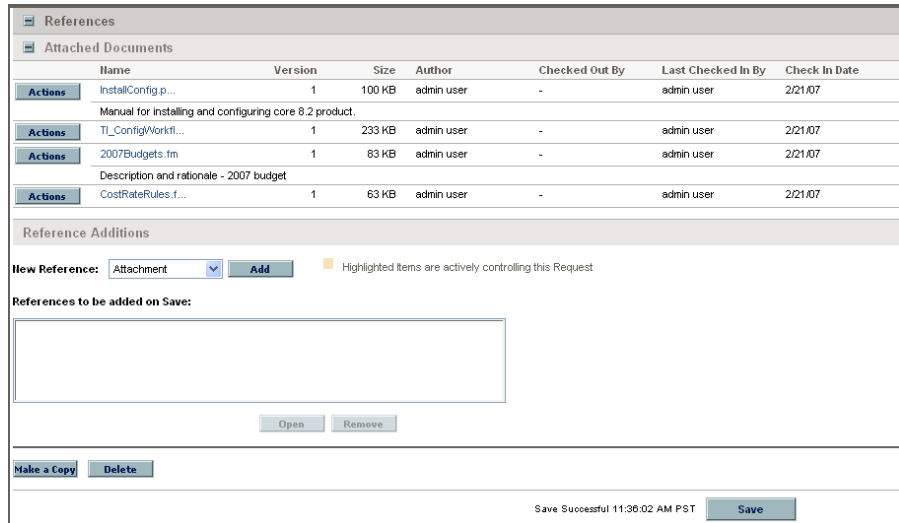 References
Attached Documents
Name Version Size Author Checked Out By Last Checked In By Check In Date
Actions InstallConfig.p... 1 100 KB admin user - admin user 2/21/07
Manual for installing and configuring core 8.2 product.
Actions TI_ConfigWorkfl... 1 233 KB admin user - admin user 2/21/07
Actions 2007Budgets.fm 1 83 KB admin user - admin user 2/21/07
Description and rationale - 2007 budget
Actions CostRateRules.f... 1 63 KB admin user - admin user 2/21/07
Reference Additions
New Reference: Attachment Add Highlighted Items are actively controlling this Request
References to be added on Save:
Open Remove
Make a Copy Delete
Save Successful 11:36:02 AM PST Save